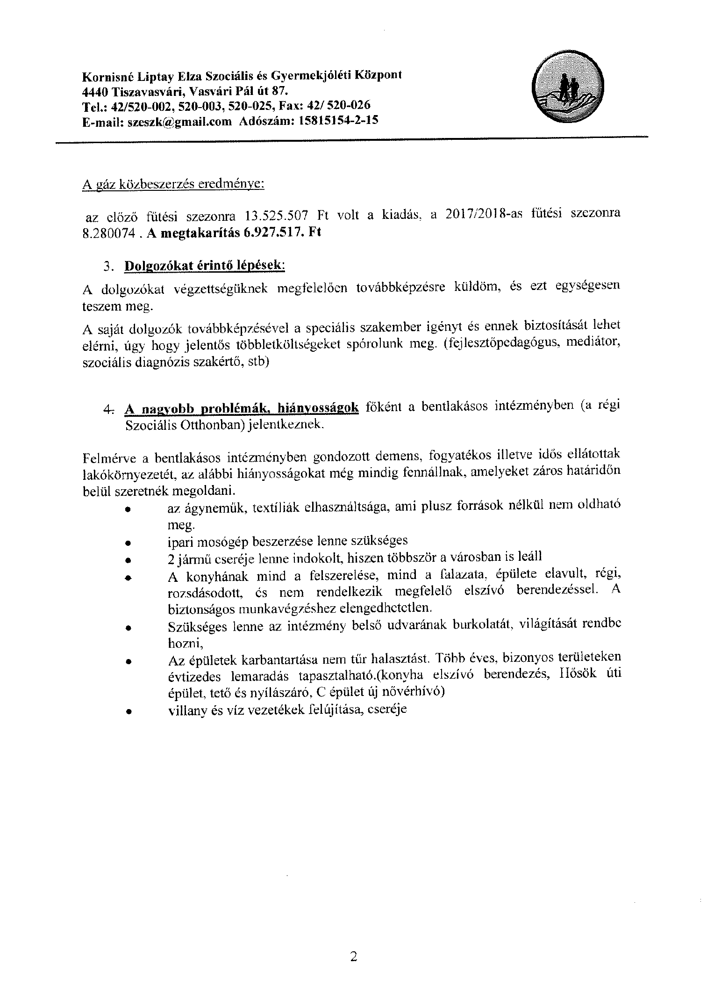 Kornisné Liptay Elza Szociális és Gyermekjóléti Központ
4440 Tiszavasvári, Vasvári Pál út 87.
Tel.: 42/520-002, 520-003, 520-025, Fax: 42/ 520-026
E-mail: szeszk@gmail.com Adószám: 15815154-2-15
A gáz közbeszerzés eredménye:
az előző fűtési szezonra 13.525.507 Ft volt a kiadás, a 2017/2018-as fűtési szezonra
8.280074 . A megtakarítás 6.927.517. Ft
3. Dolgozókat érintő lépések:
A dolgozókat végzettségüknek megfelelően továbbképzésre küldöm, és ezt egységesen
teszem meg.
A saját dolgozók továbbképzésével a speciális szakember igényt és ennek biztosítását lehet
elérni, úgy hogy jelentős többletköltségeket spórolunk meg. (fejlesztőpedagógus, mediátor,
szociális diagnózis szakértő, stb)
4. A nagyobb problémák, hiányosságok főként a bentlakásos intézményben (a régi
Szociális Otthonban) jelentkeznek.
Felmérve a bentlakásos intézményben gondozott demens, fogyatékos illetve idős ellátottak
lakókörnyezetét, az alábbi hiányosságokat még mindig fennállnak, amelyeket záros határidőn
belül szeretnék megoldani.
• az ágyneműk, textíliák elhasználtsága, ami plusz források nélkül nem oldható
meg.
• ipari mosógép beszerzése lenne szükséges
• 2 jármű cseréje lenne indokolt, hiszen többször a városban is leáll
• A konyhának mind a felszerelése, mind a falazata, épülete elavult, régi,
rozsdásodott, és nem rendelkezik megfelelő elszívó berendezéssel. A
biztonságos munkavégzéshez elengedhetetlen.
• Szükséges lenne az intézmény belső udvarának burkolatát, világítását rendbe
hozni,
• Az épületek karbantartása nem tűr halasztást. Több éves, bizonyos területeken
évtizedes lemaradás tapasztalható.(konyha elszívó berendezés, Hősök úti
épület, tető és nyílászáró, C épület új nővérhívó)
• villany és víz vezetékek felújítása, cseréje
2